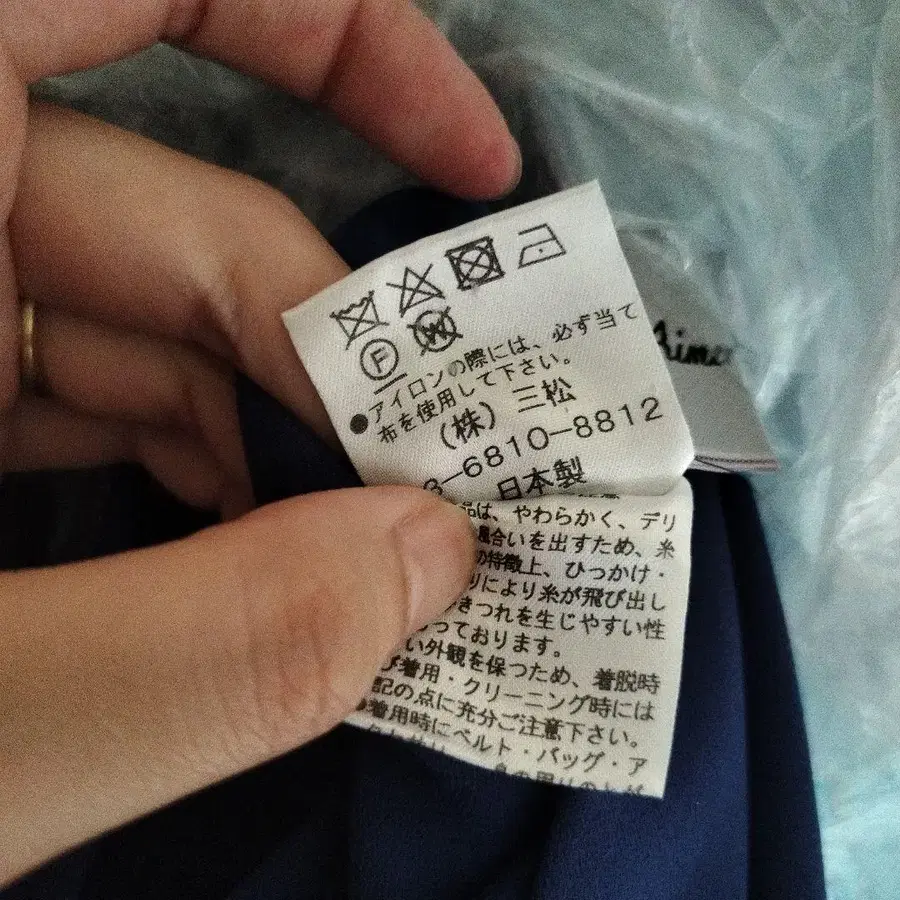 F W
●アイロンの際には、必ず当て
布を使用して下さい。
(株) 三松
3-6810-8812
日本製
は、やわらかく、デリ
合いを出すため、糸
の特徴上、ひっかけ・
りにより糸が飛び出し
きつれを生じやすい性
っております。
い外観を保つため、着脱時
び着用・クリーニング時には
記の点に充分ご注意下さい。
●着用時にベルト・バッグ・ア